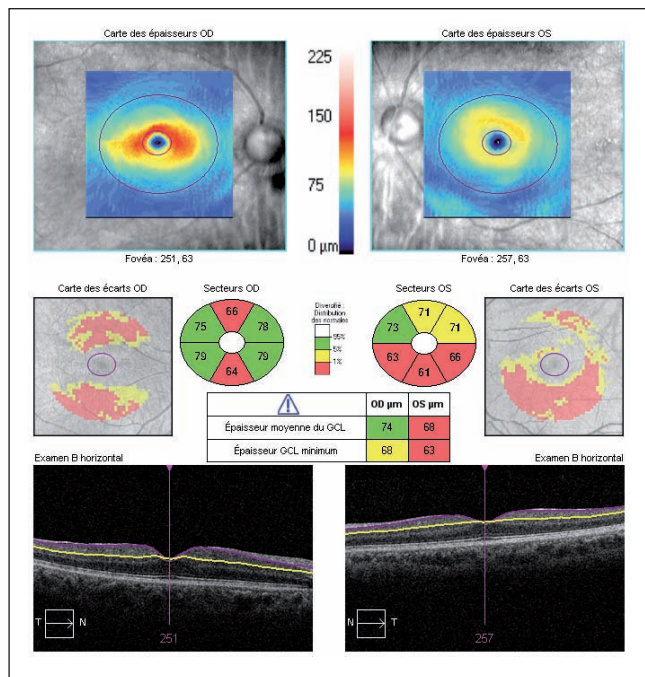 Carte des épaisseurs OD
Carte des épaisseurs OS
225
150
75
0 µm
Fovéa : 251, 63
Fovéa : 257, 63
Carte des écarts OD
Secteurs OD
Diversité :
Distribution
des normales
95%
5%
1%
Secteurs OS
Carte des écarts OS
66
75
78
79
79
64
71
73
71
63
66
61
OD µm
OS µm
Épaisseur moyenne du GCL
74
68
Épaisseur GCL minimum
68
63
Examen B horizontal
Examen B horizontal
T
N
251
N
T
257